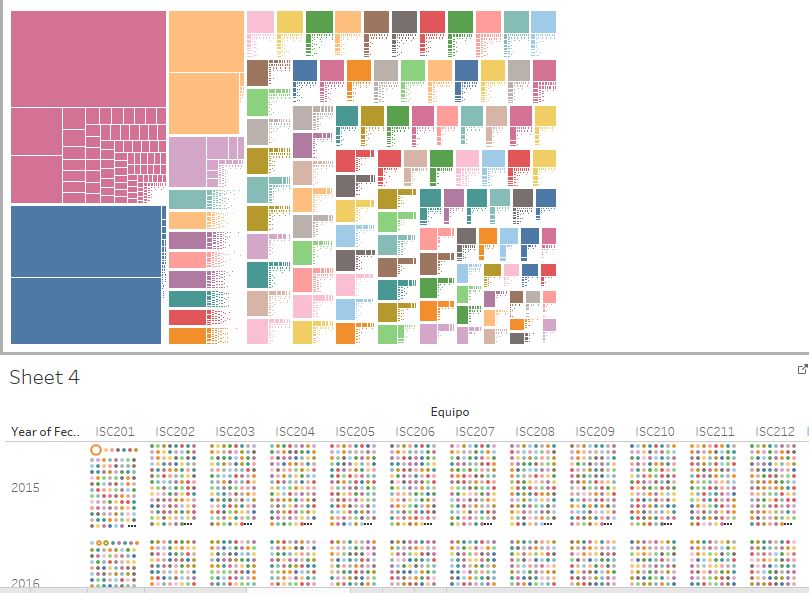 Sheet 4
Equipo
Year of Fec.. ISC201 ISC202 ISC203 ISC204 ISC205 ISC206 ISC207 ISC208 ISC209 ISC210 ISC211 ISC212
2015
2016